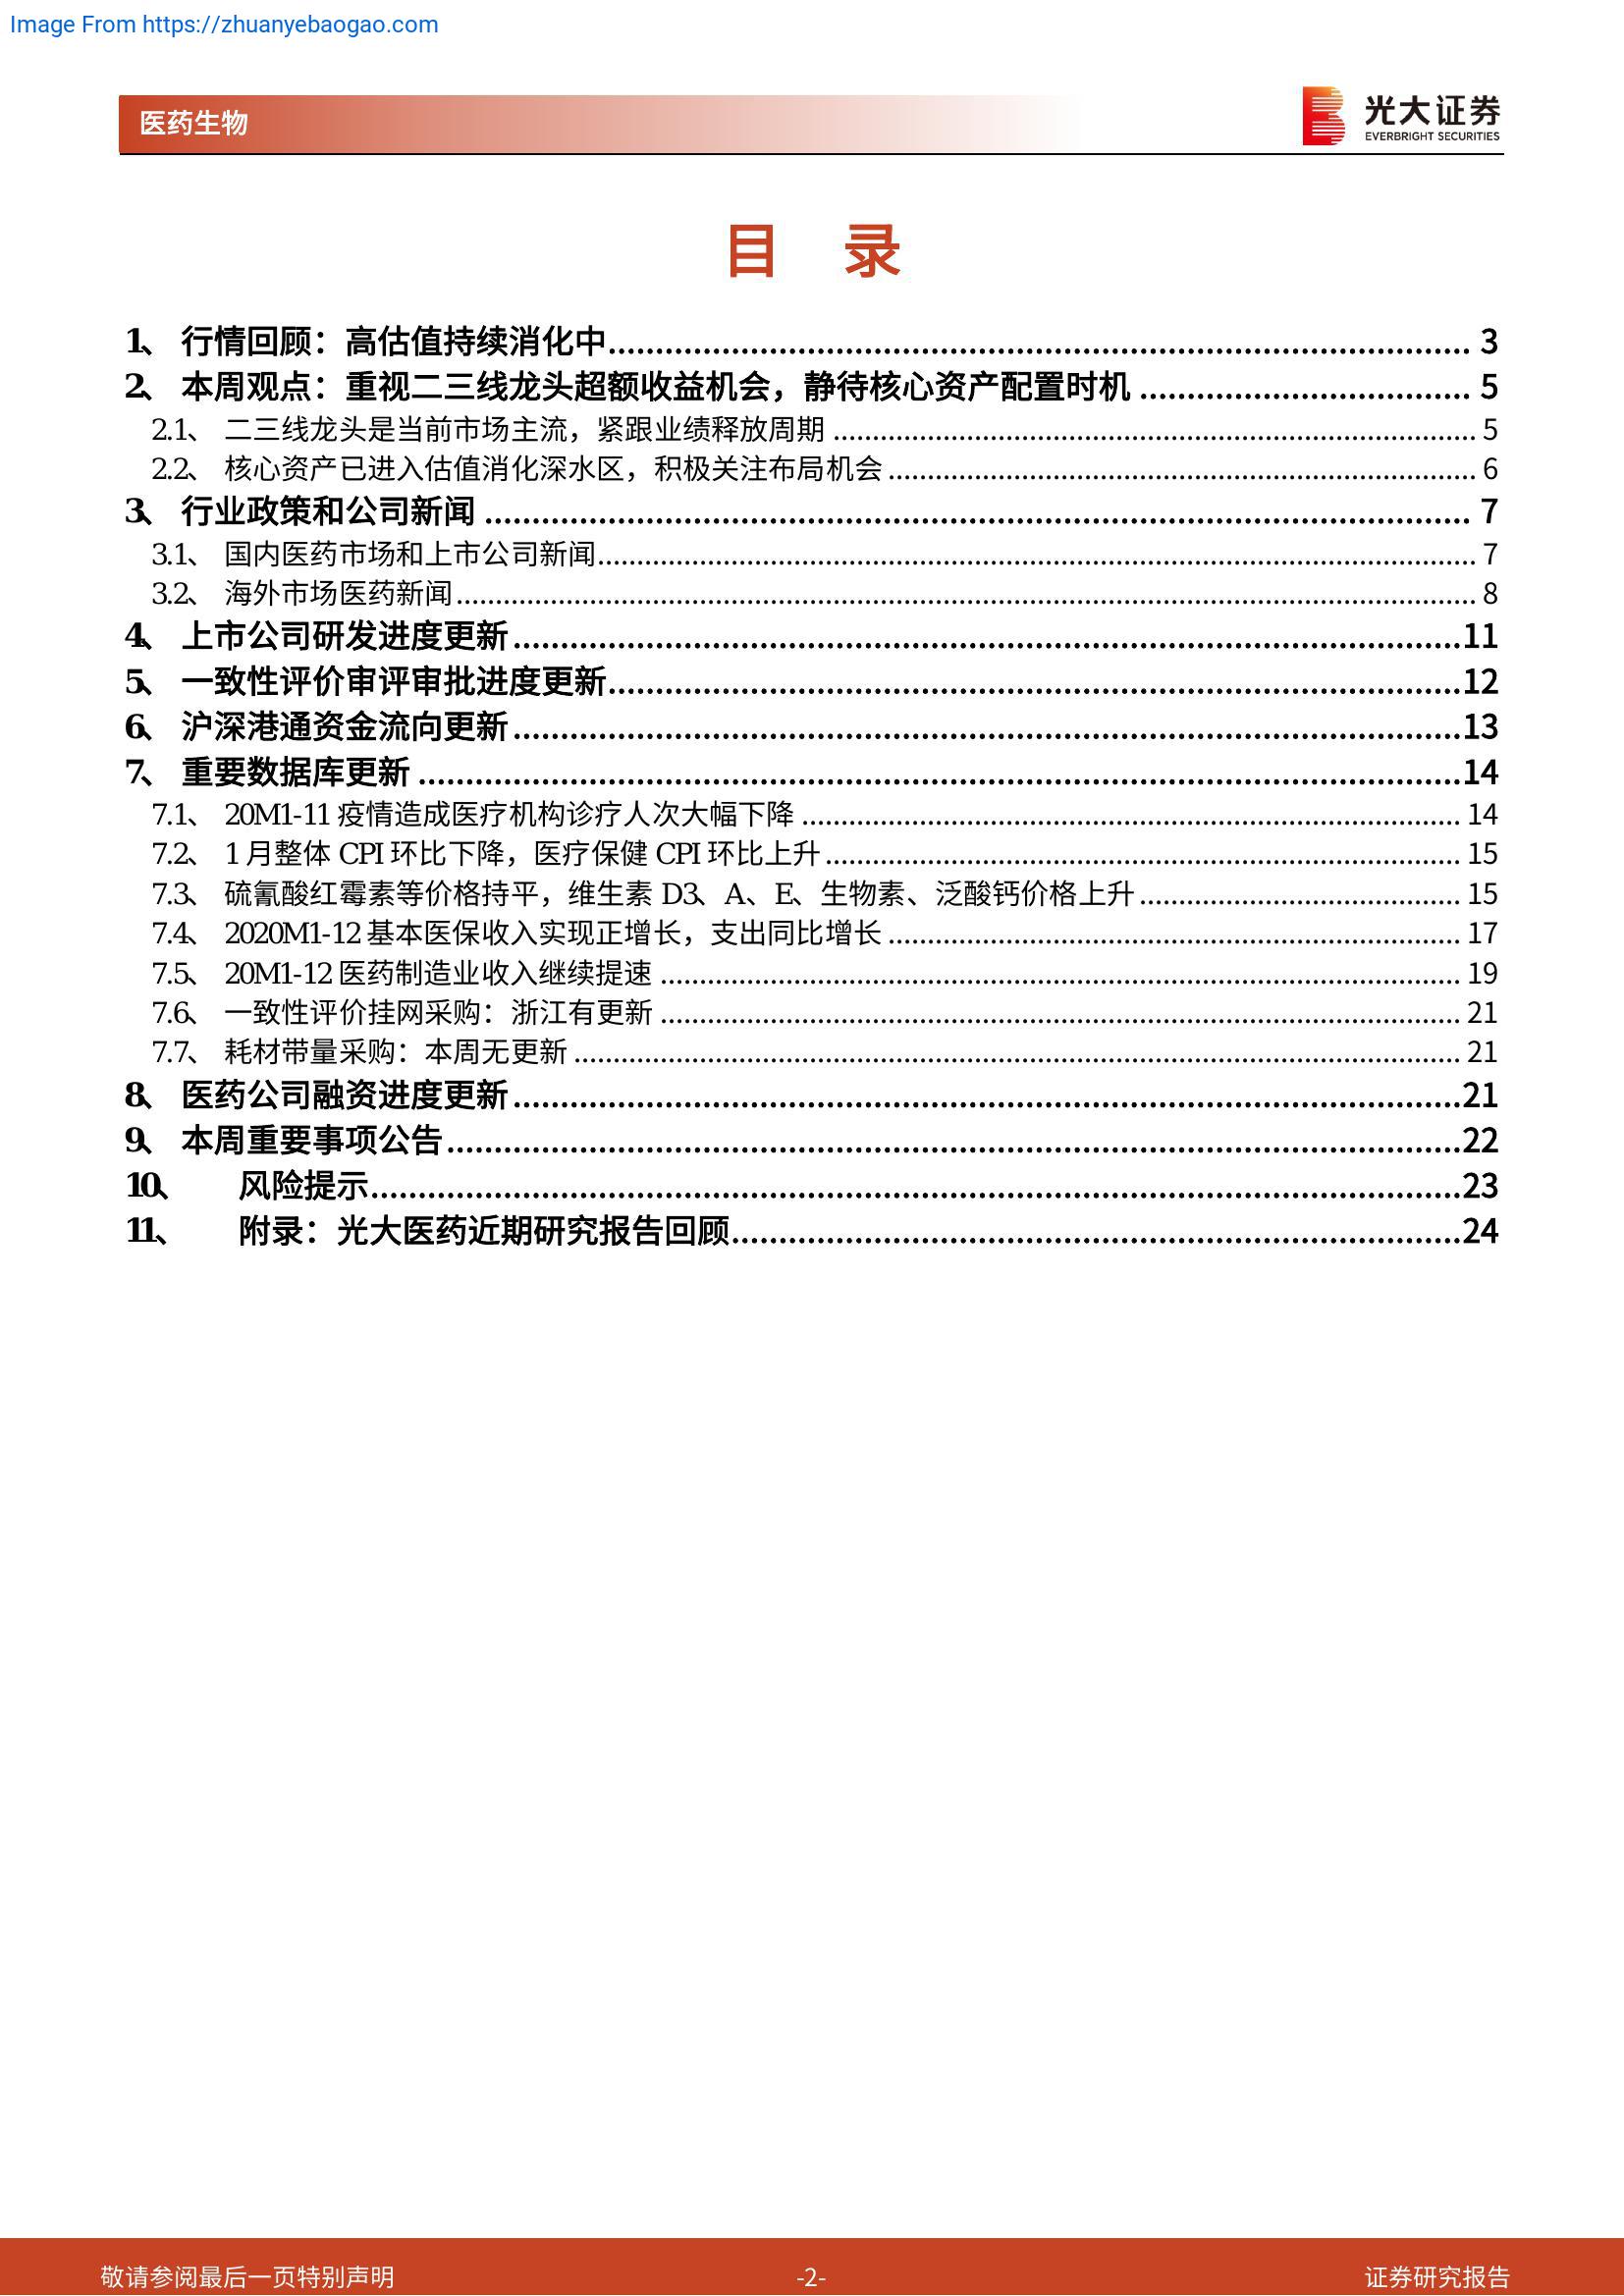 Image From https://zhuanyebaogao.com
医药生物
光大证券
EVERBRIGHT SECURITIES
目 录
1、 行情回顾：高估值持续消化中........................................ 3
2、 本周观点：重视二三线龙头超额收益机会，静待核心资产配置时机 ........................................ 5
2.1、 二三线龙头是当前市场主流，紧跟业绩释放周期 ........................................ 5
2.2、 核心资产已进入估值消化深水区，积极关注布局机会 ........................................ 6
3、 行业政策和公司新闻 ........................................ 7
3.1、 国内医药市场和上市公司新闻........................................ 7
3.2、 海外市场医药新闻........................................ 8
4、 上市公司研发进度更新........................................11
5、 一致性评价审评审批进度更新........................................12
6、 沪深港通资金流向更新........................................13
7、 重要数据库更新 ........................................14
7.1、 20M1-11 疫情造成医疗机构诊疗人次大幅下降 ........................................ 14
7.2、 1 月整体 CPI 环比下降，医疗保健 CPI 环比上升 ........................................ 15
7.3、 硫氰酸红霉素等价格持平，维生素 D3、A、E、生物素、泛酸钙价格上升 ........................................ 15
7.4、 2020M1-12 基本医保收入实现正增长，支出同比增长 ........................................ 17
7.5、 20M1-12 医药制造业收入继续提速 ........................................ 19
7.6、 一致性评价挂网采购：浙江有更新 ........................................ 21
7.7、 耗材带量采购：本周无更新 ........................................ 21
8、 医药公司融资进度更新........................................21
9、 本周重要事项公告........................................22
10、 风险提示........................................23
11、 附录：光大医药近期研究报告回顾........................................24
敬请参阅最后一页特别声明
-2-
证券研究报告